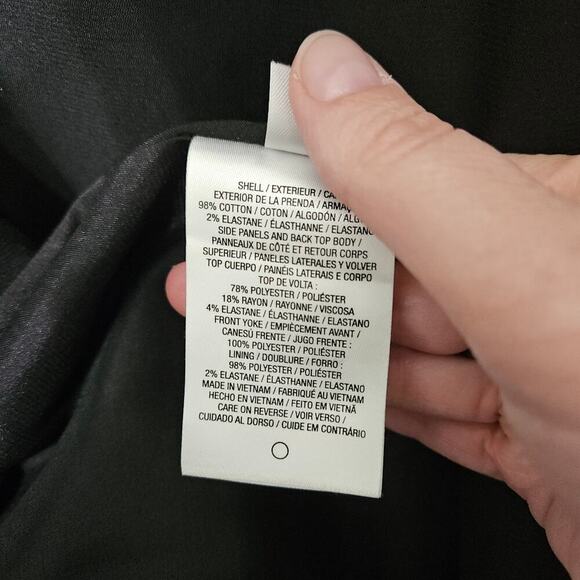 SHELL / EXTERIEUR /
EXTERIOR DE LA PRENDA /
98% COTTON / COTON / ALGODÓN /
2% ELASTANE / ÉLASTHANNE / ELASTANO
SIDE PANELS AND BACK TOP BODY /
PANNEAUX DE CÔTÉ ET RETOUR CORPS
SUPERIEUR / PANELES LATERALES Y VOLVER
TOP CUERPO / PAINÉIS LATERAIS E CORPO
TOP DE VOLTA :
78% POLYESTER / POLIÉSTER
18% RAYON / RAYONNE / VISCOSA
4% ELASTANE / ÉLASTHANNE / ELASTANO
FRONT YOKE / EMPIÈCEMENT AVANT /
CANESÚ FRENTE / JUGO FRENTE :
100% POLYESTER / POLIÉSTER
LINING / DOUBLURE / FORRO :
98% POLYESTER / POLIÉSTER
2% ELASTANE / ÉLASTHANNE / ELASTANO
MADE IN VIETNAM / FABRIQUÉ AU VIETNAM
HECHO EN VIETNAM / FEITO EM VIETNÃ
CARE ON REVERSE / VOIR VERSO /
CUIDADO AL DORSO / CUIDE EM CONTRÁRIO